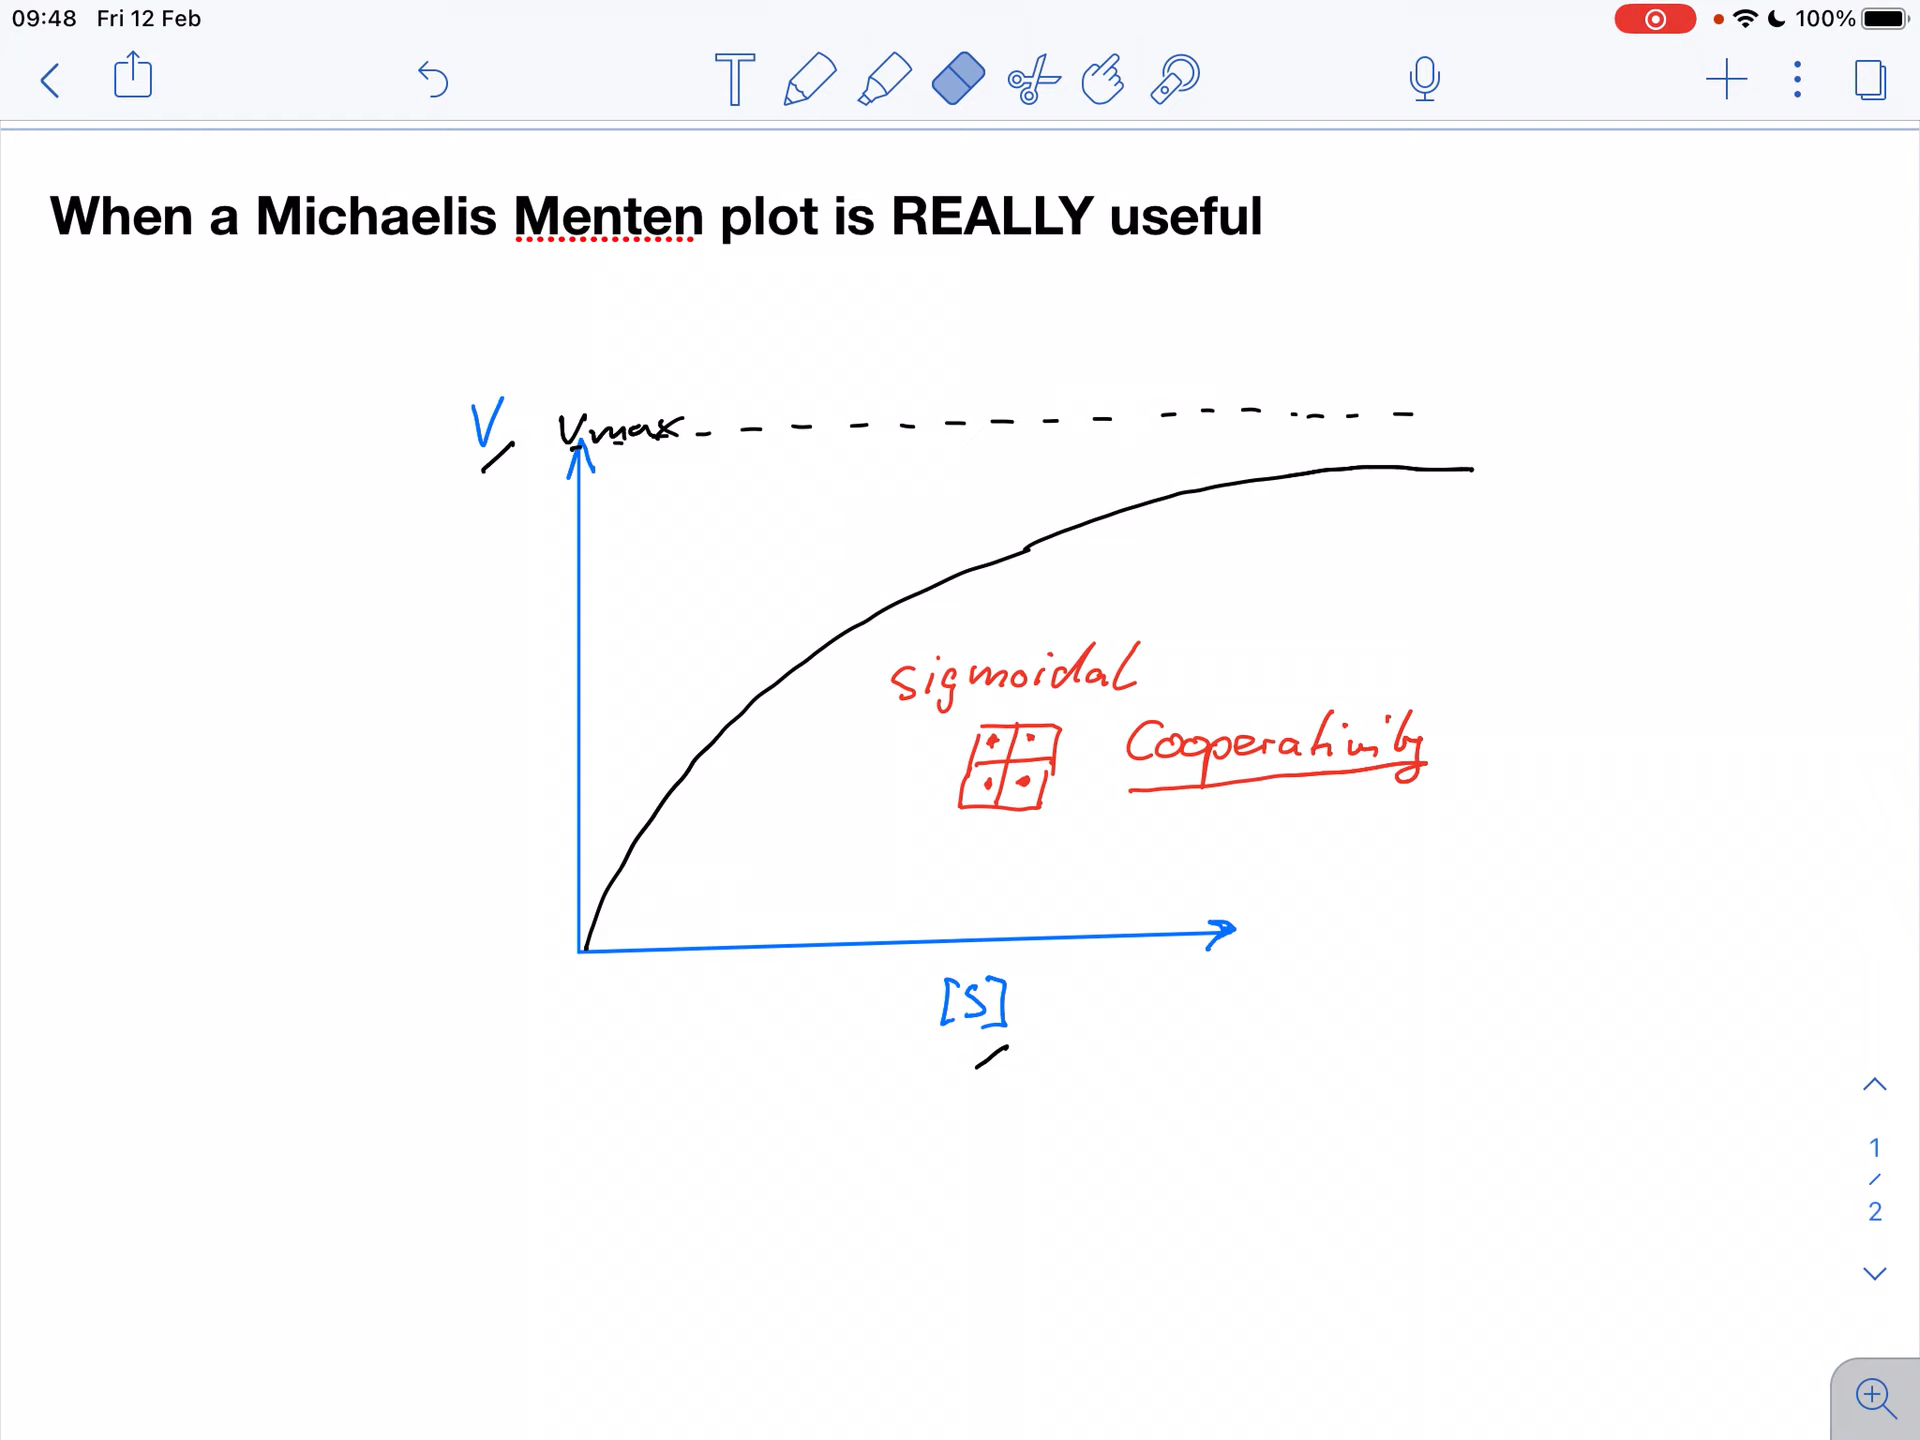 09:48 Fri 12 Feb 100%
When a Michaelis Menten plot is REALLY useful
V Vmax
sigmoidal
Cooperativity
[S]
1
/
2